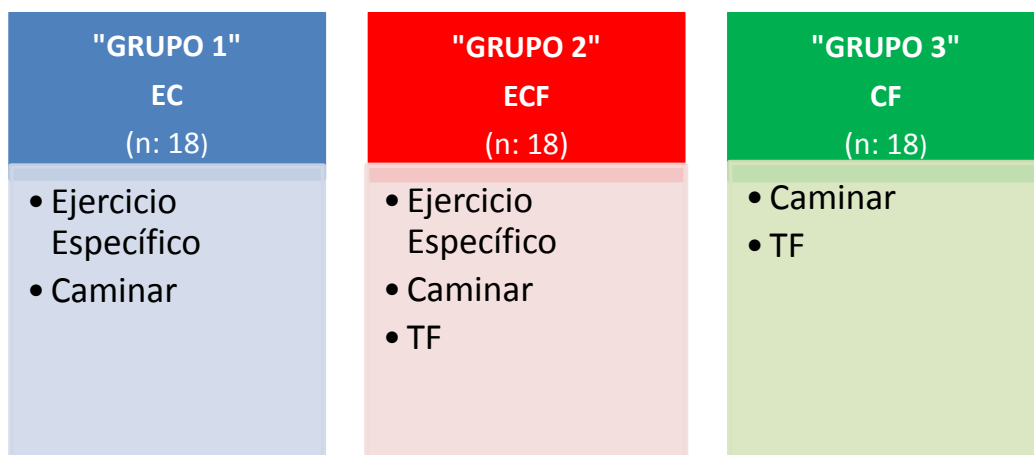 "GRUPO 1"
EC
(n: 18)
• Ejercicio
Específico
• Caminar
"GRUPO 2"
ECF
(n: 18)
• Ejercicio
Específico
• Caminar
• TF
"GRUPO 3"
CF
(n: 18)
• Caminar
• TF